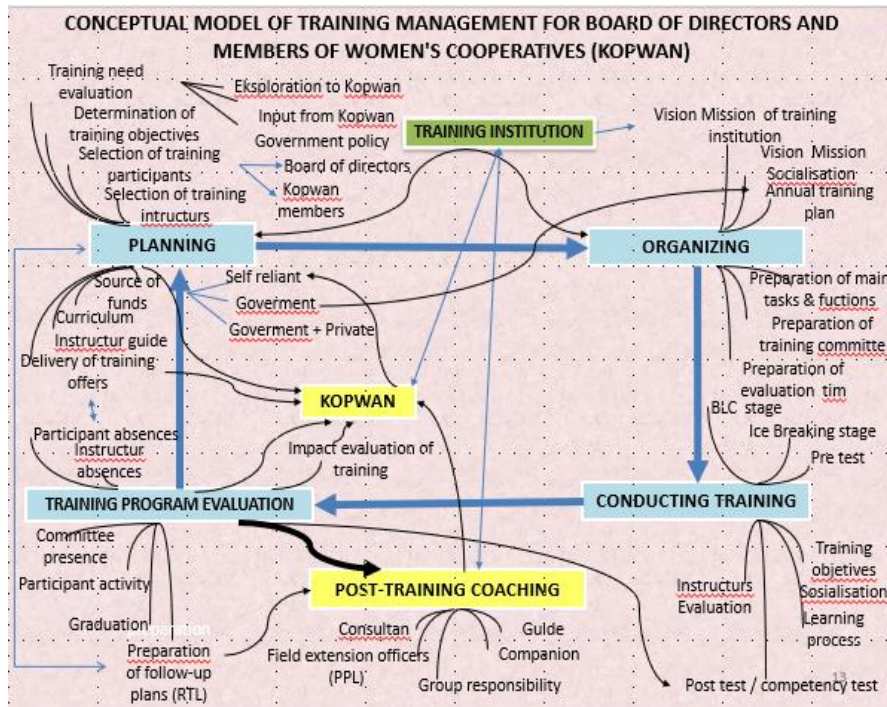 CONCEPTUAL MODEL OF TRAINING MANAGEMENT FOR BOARD OF DIRECTORS AND
MEMBERS OF WOMEN'S COOPERATIVES (KOPWAN)
Training need
evaluation
Determination of
training objectives
Selection of training
participants
Selection of training
intructurs
Eksploration to Kopwan
Input from Kopwan
Government policy
Board of directors
Kopwan
members
TRAINING INSTITUTION
Vision Mission of training
institution
Vision Mission
Socialisation
Annual training
plan
PLANNING
ORGANIZING
Source of
funds
Curriculum
Instructur guide
Delivery of training
offers
Self reliant
Goverment
Goverment + Private
Preparation of main
tasks & fuctions
Preparation of
training committe
Preparation of
evaluation tim
KOPWAN
Participant absences
Instructur
absences
Impact evaluation of
training
BLC stage
Ice Breaking stage
Pre test
TRAINING PROGRAM EVALUATION
CONDUCTING TRAINING
Committee
presence
Participant activity
Graduation
Preparation
of follow-up
plans (RTL)
POST-TRAINING COACHING
Consultan
Field extension officers
(PPL)
Group responsibility
Guide
Companion
Instructurs
Evaluation
Training
objetives
Sosialisation
Learning
process
Post test / competency test
13